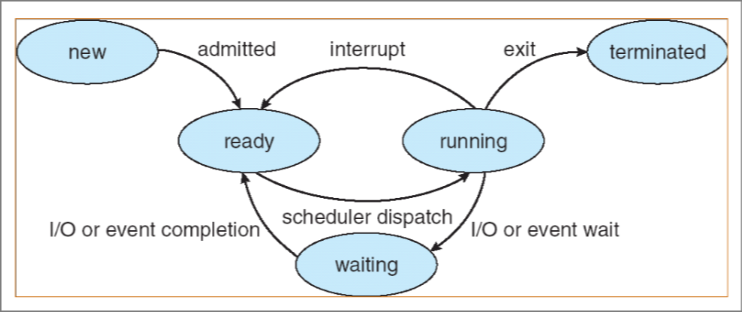 new
admitted
interrupt
exit
terminated
ready
running
scheduler dispatch
I/O or event completion
I/O or event wait
waiting